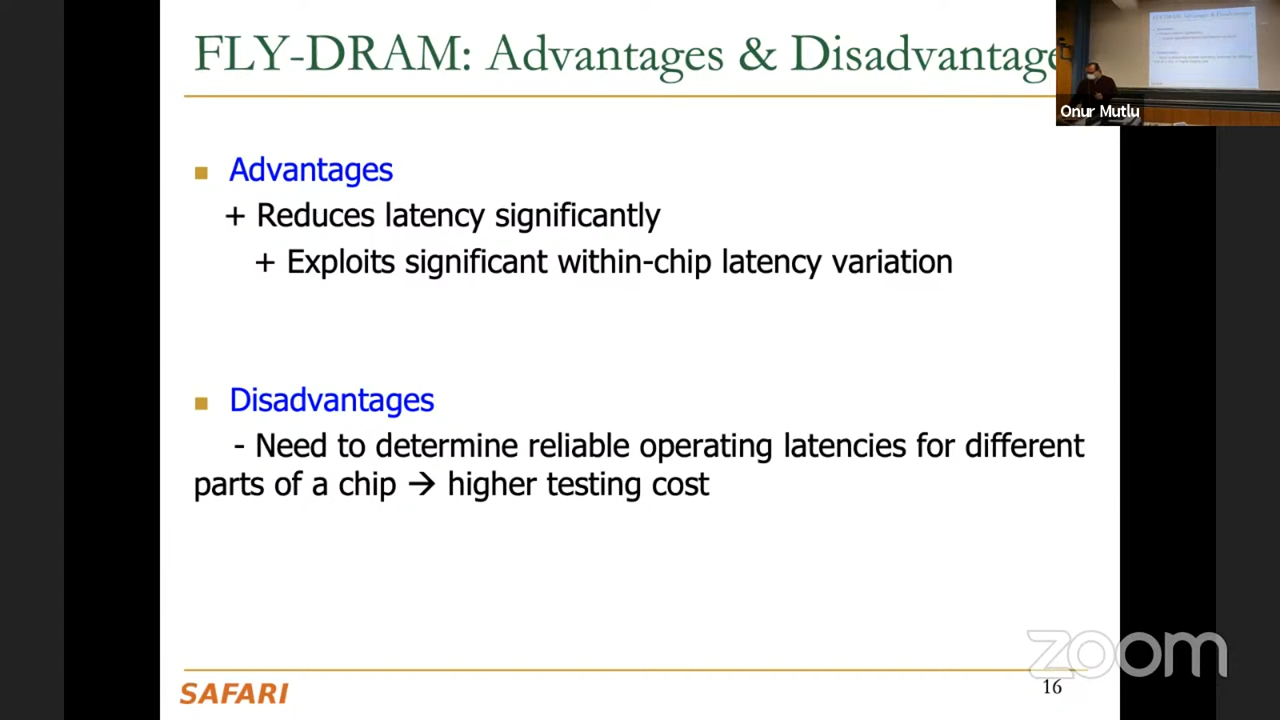 FLY-DRAM: Advantages & Disadvantage
Onur Mutlu
■ Advantages
+ Reduces latency significantly
+ Exploits significant within-chip latency variation
■ Disadvantages
- Need to determine reliable operating latencies for different
parts of a chip → higher testing cost
zoom
SAFARI
16